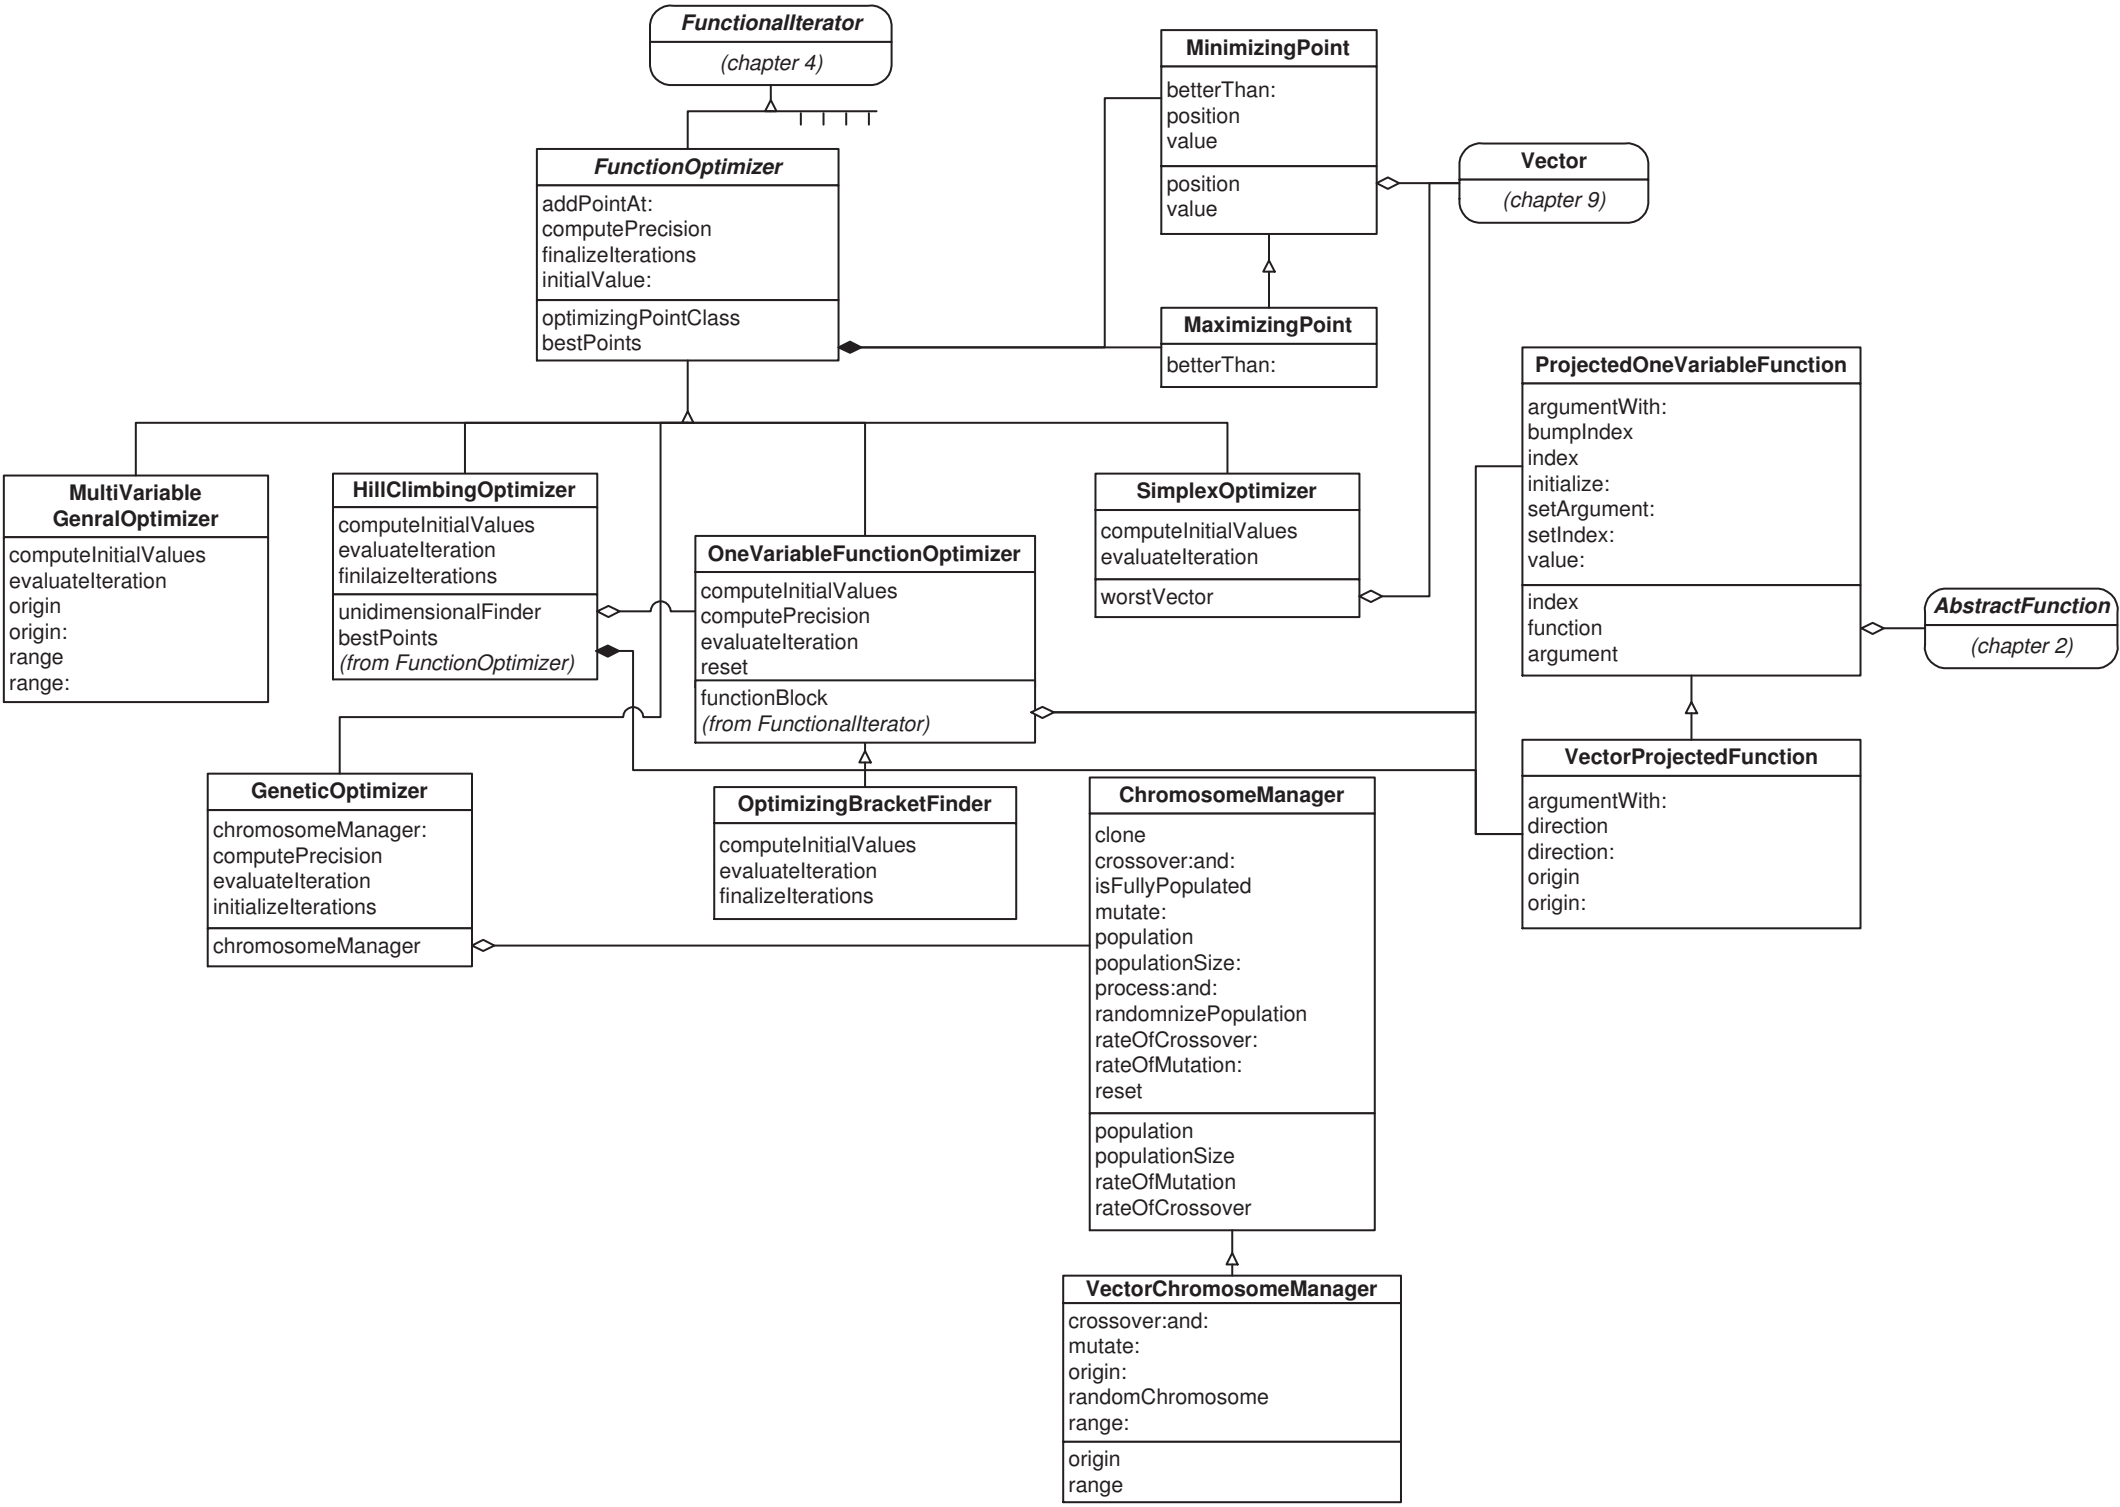 FunctionalIterator
(chapter 4)
MinimizingPoint
betterThan:
position
value
position
value
Vector
(chapter 9)
FunctionOptimizer
addPointAt:
computePrecision
finalizeIterations
initialValue:
optimizingPointClass
bestPoints
MaximizingPoint
betterThan:
ProjectedOneVariableFunction
argumentWith:
bumpIndex
index
initialize:
setArgument:
setIndex:
value:
index
function
argument
AbstractFunction
(chapter 2)
MultiVariable
GenralOptimizer
computeInitialValues
evaluateIteration
origin
origin:
range
range:
HillClimbingOptimizer
computeInitialValues
evaluateIteration
finilaizeIterations
unidimensionalFinder
bestPoints
(from FunctionOptimizer)
OneVariableFunctionOptimizer
computeInitialValues
computePrecision
evaluateIteration
reset
functionBlock
(from FunctionalIterator)
SimplexOptimizer
computeInitialValues
evaluateIteration
worstVector
VectorProjectedFunction
argumentWith:
direction
direction:
origin
origin:
GeneticOptimizer
chromosomeManager:
computePrecision
evaluateIteration
initializeIterations
chromosomeManager
OptimizingBracketFinder
computeInitialValues
evaluateIteration
finalizeIterations
ChromosomeManager
clone
crossover:and:
isFullyPopulated
mutate:
population
populationSize:
process:and:
randomnizePopulation
rateOfCrossover:
rateOfMutation:
reset
population
populationSize
rateOfMutation
rateOfCrossover
VectorChromosomeManager
crossover:and:
mutate:
origin:
randomChromosome
range:
origin
range